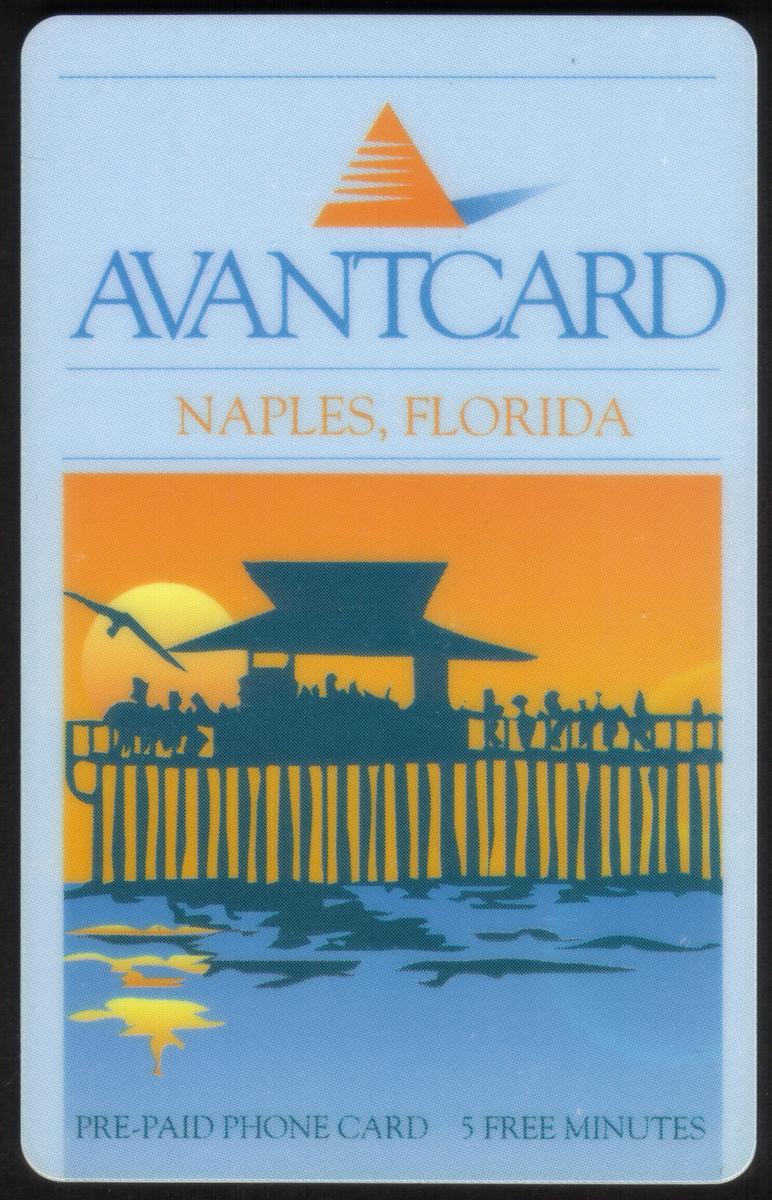 AVANTCARD
NAPLES, FLORIDA
PRE-PAID PHONE CARD 5 FREE MINUTES